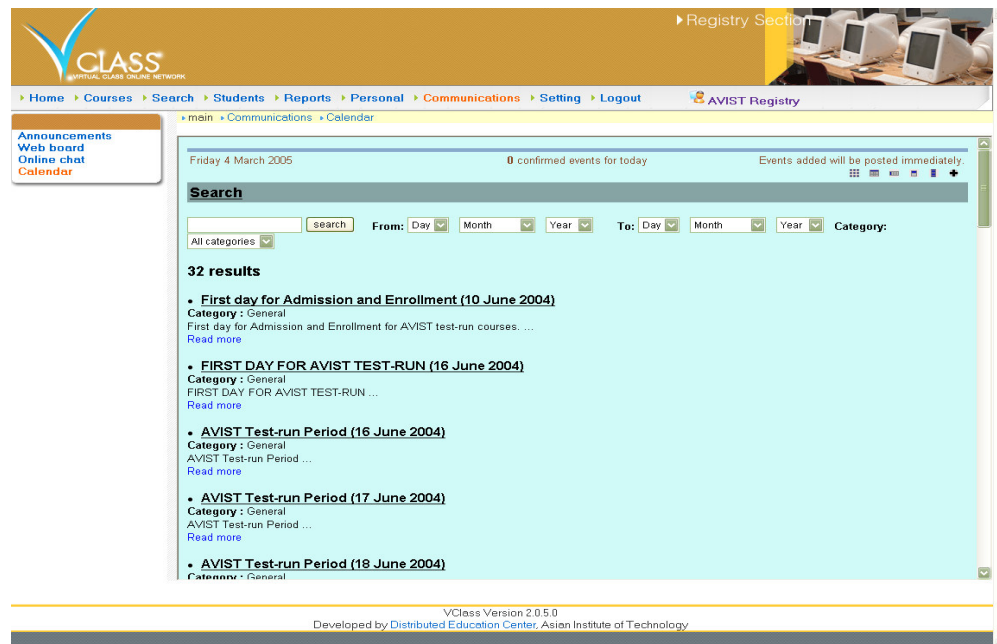 Registry Section
VCLASS
VIRTUAL CLASS ONLINE NETWORK
Home Courses Search Students Reports Personal Communications Setting Logout AVIST Registry
main Communications Calendar
Announcements
Web board
Online chat
Calendar
Friday 4 March 2005 0 confirmed events for today Events added will be posted immediately.
Search
search From: Day Month Year To: Day Month Year Category:
All categories
32 results
• First day for Admission and Enrollment (10 June 2004)
Category : General
First day for Admission and Enrollment for AVIST test-run courses. ...
Read more
• FIRST DAY FOR AVIST TEST-RUN (16 June 2004)
Category : General
FIRST DAY FOR AVIST TEST-RUN ...
Read more
• AVIST Test-run Period (16 June 2004)
Category : General
AVIST Test-run Period ...
Read more
• AVIST Test-run Period (17 June 2004)
Category : General
AVIST Test-run Period ...
Read more
• AVIST Test-run Period (18 June 2004)
Category : General
VClass Version 2.0.5.0
Developed by Distributed Education Center, Asian Institute of Technology